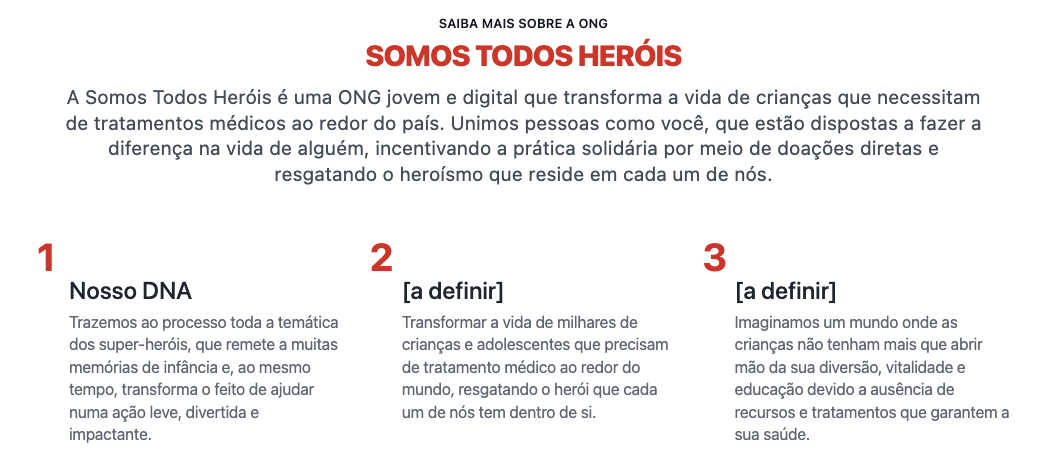 SAIBA MAIS SOBRE A ONG
SOMOS TODOS HERÓIS
A Somos Todos Heróis é uma ONG jovem e digital que transforma a vida de crianças que necessitam
de tratamentos médicos ao redor do país. Unimos pessoas como você, que estão dispostas a fazer a
diferença na vida de alguém, incentivando a prática solidária por meio de doações diretas e
resgatando o heroísmo que reside em cada um de nós.
1
Nosso DNA
Trazemos ao processo toda a temática
dos super-heróis, que remete a muitas
memórias de infância e, ao mesmo
tempo, transforma o feito de ajudar
numa ação leve, divertida e
impactante.
2
[a definir]
Transformar a vida de milhares de
crianças e adolescentes que precisam
de tratamento médico ao redor do
mundo, resgatando o herói que cada
um de nós tem dentro de si.
3
[a definir]
Imaginamos um mundo onde as
crianças não tenham mais que abrir
mão da sua diversão, vitalidade e
educação devido a ausência de
recursos e tratamentos que garantem a
sua saúde.